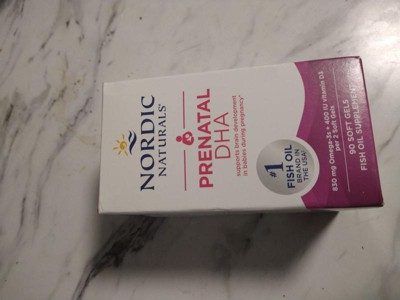 NORDIC
NATURALS®
PRENATAL
DHA
supports brain development
in babies during pregnancy*
#1
FISH OIL
BRAND IN
THE USA!
830 mg Omega-3s + 400 IU vitamin D3
per 2 Soft Gels
90 SOFT GELS
FISH OIL SUPPLEMENT